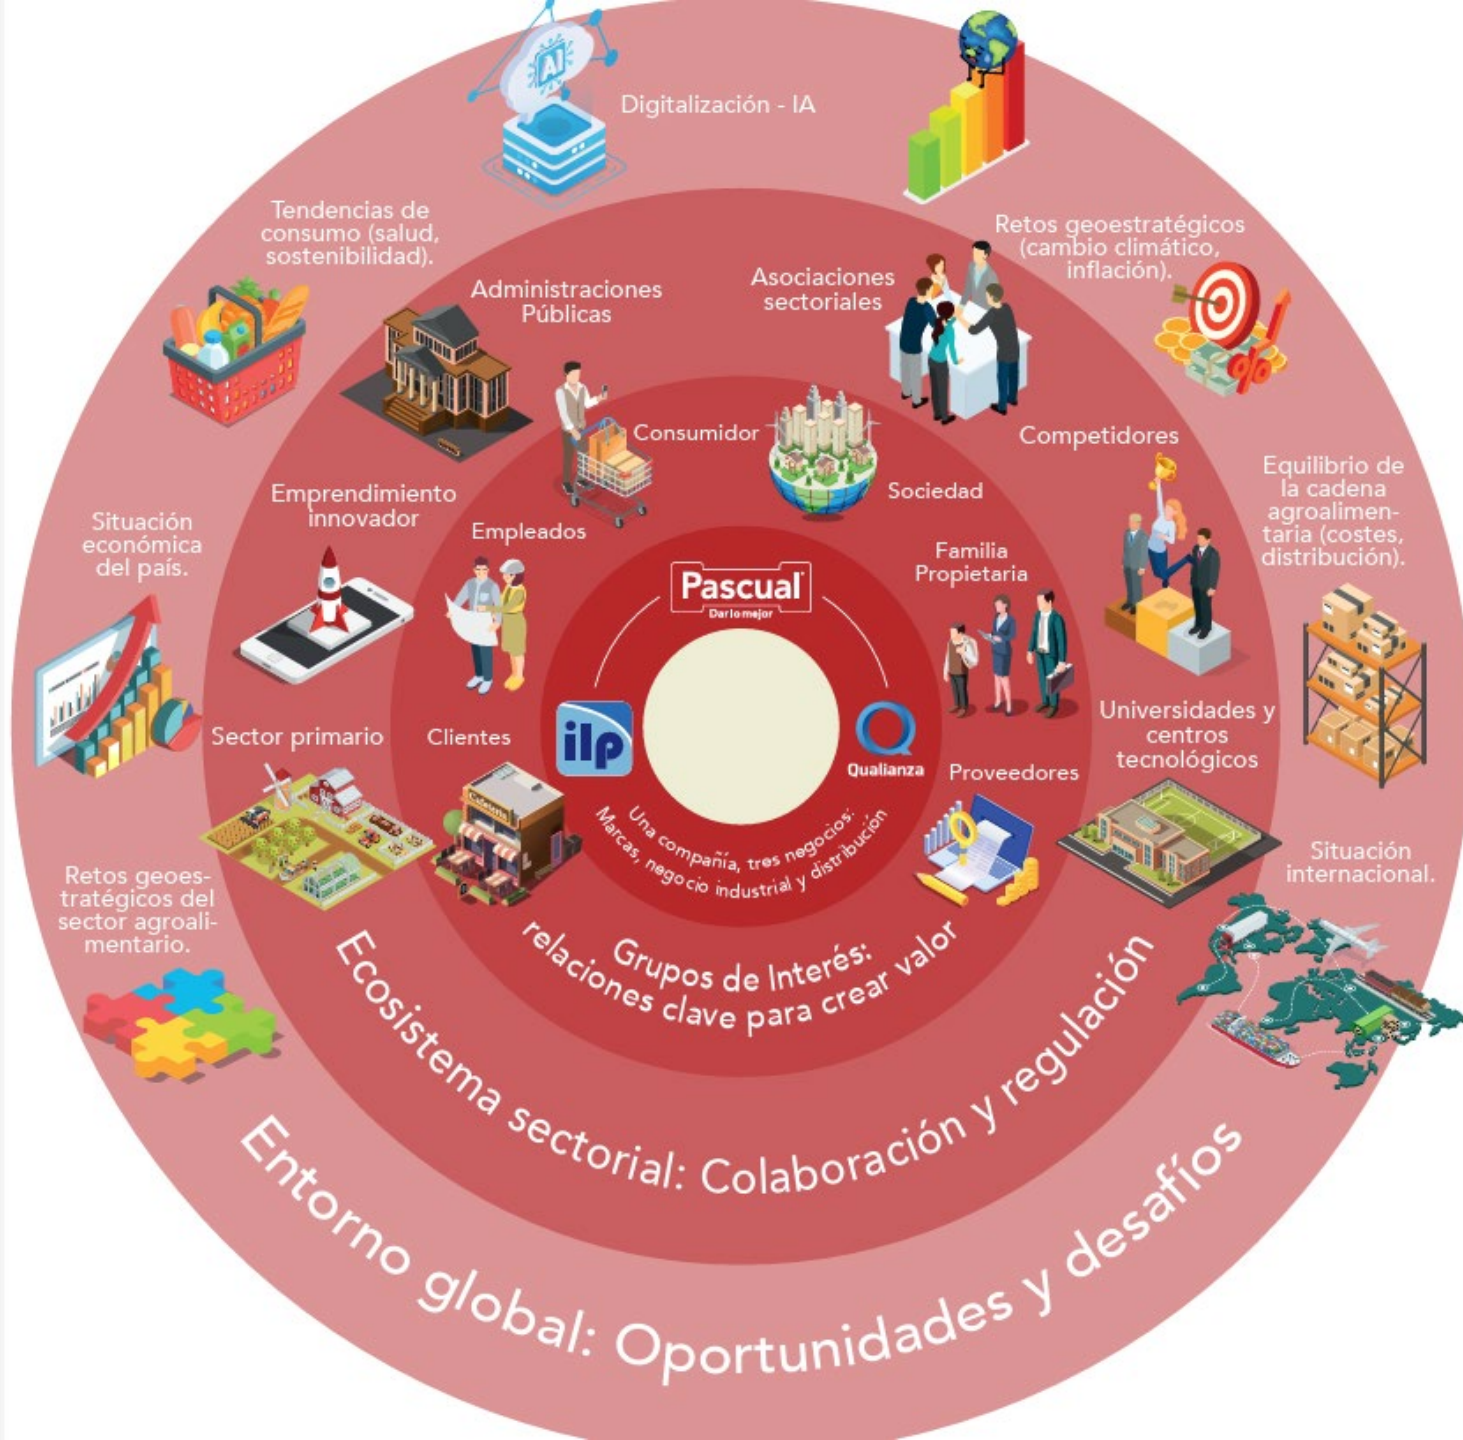 AI
Digitalización - IA
Tendencias de
consumo (salud,
sostenibilidad).
Retos geoestratégicos
(cambio climático,
inflación).
Administraciones
Públicas
Asociaciones
sectoriales
Consumidor
Competidores
Sociedad
Emprendimiento
innovador
Empleados
Equilibrio de
la cadena
agroalimen-
taria (costes,
distribución).
Situación
económica
del país.
Familia
Propietaria
Pascual
Dar lo mejor
ilp
Qualianza
Sector primario
Clientes
Proveedores
Universidades y
centros
tecnológicos
Una compañía, tres negocios:
Marcas, negocio industrial y distribución
Situación
internacional.
Retos geoes-
tratégicos del
sector agroali-
mentario.
Grupos de Interés:
relaciones clave para crear valor
Ecosistema sectorial: Colaboración y regulación
Entorno global: Oportunidades y desafíos